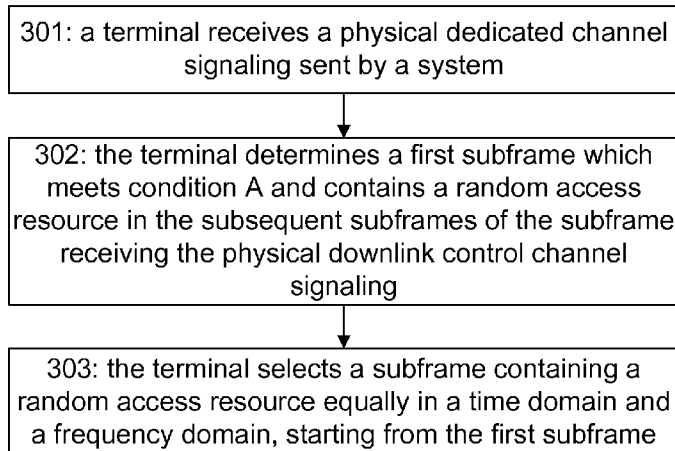 301: a terminal receives a physical dedicated channel
signaling sent by a system
302: the terminal determines a first subframe which
meets condition A and contains a random access
resource in the subsequent subframes of the subframe
receiving the physical downlink control channel
signaling
303: the terminal selects a subframe containing a
random access resource equally in a time domain and
a frequency domain, starting from the first subframe